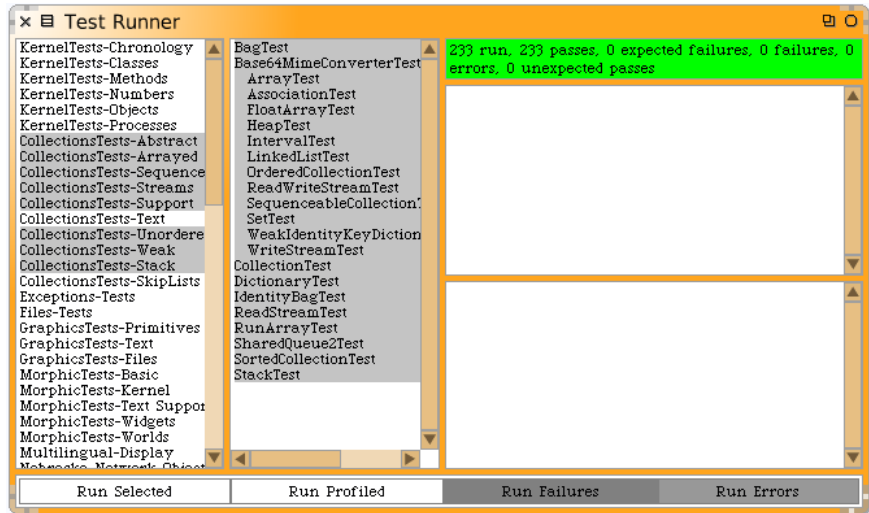 Test Runner
KernelTests-Chronology
KernelTests-Classes
KernelTests-Methods
KernelTests-Numbers
KernelTests-Objects
KernelTests-Processes
CollectionsTests-Abstract
CollectionsTests-Arrayed
CollectionsTests-Sequence
CollectionsTests-Streams
CollectionsTests-Support
CollectionsTests-Text
CollectionsTests-Unordere
CollectionsTests-Weak
CollectionsTests-Stack
CollectionsTests-SkipLists
Exceptions-Tests
Files-Tests
GraphicsTests-Primitives
GraphicsTests-Text
GraphicsTests-Files
MorphicTests-Basic
MorphicTests-Kernel
MorphicTests-Text Suppor
MorphicTests-Widgets
MorphicTests-Worlds
Multilingual-Display
BagTest
Base64MimeConverterTest
ArrayTest
AssociationTest
FloatArrayTest
HeapTest
IntervalTest
LinkedListTest
OrderedCollectionTest
ReadWriteStreamTest
SequenceableCollection
SetTest
WeakIdentityKeyDiction
WriteStreamTest
CollectionTest
DictionaryTest
IdentityBagTest
ReadStreamTest
RunArrayTest
SharedQueue2Test
SortedCollectionTest
StackTest
233 run, 233 passes, 0 expected failures, 0 failures, 0
errors, 0 unexpected passes
Run Selected
Run Profiled
Run Failures
Run Errors